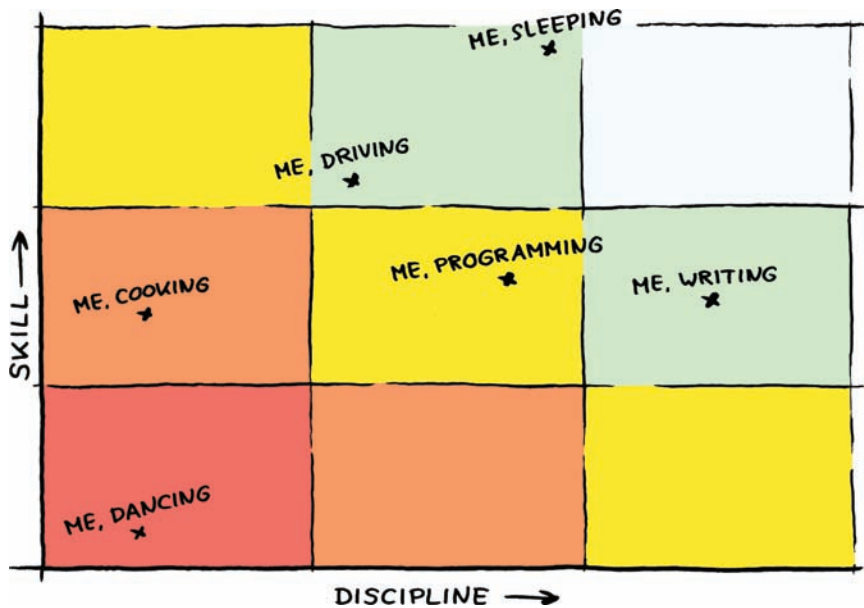 ME, SLEEPING
ME, DRIVING
ME, PROGRAMMING
ME, COOKING
ME, WRITING
SKILL →
ME, DANCING
DISCIPLINE →